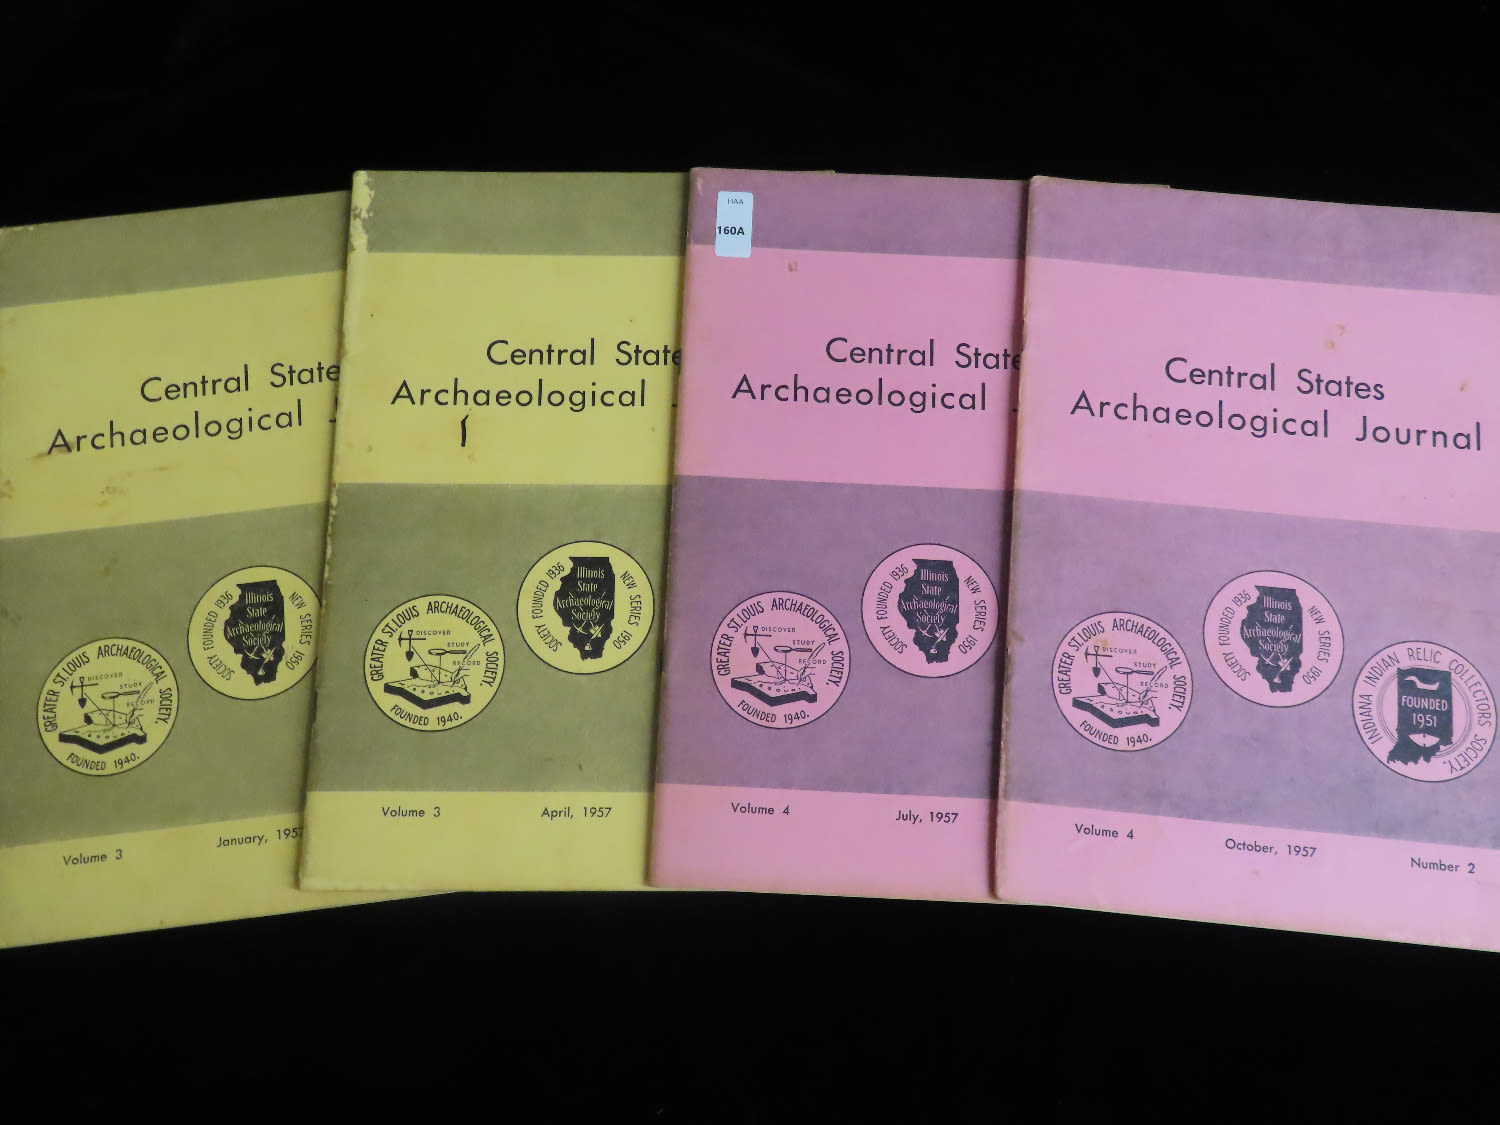 Central State
Archaeological J
GREATER ST. LOUIS ARCHAEOLOGICAL SOCIETY.
DISCOVER
STUDY
RECORD
FOUNDED 1940.
SOCIETY FOUNDED 1936
NEW SERIES 1950
Illinois
State
Archaeological
Society
Volume 3
January, 1957
Central State
Archaeological J
GREATER ST. LOUIS ARCHAEOLOGICAL SOCIETY.
DISCOVER
STUDY
RECORD
FOUNDED 1940.
SOCIETY FOUNDED 1936
NEW SERIES 1950
Illinois
State
Archaeological
Society
Volume 3
April, 1957
HAA
160A
Central State
Archaeological J
GREATER ST. LOUIS ARCHAEOLOGICAL SOCIETY.
DISCOVER
STUDY
RECORD
FOUNDED 1940.
SOCIETY FOUNDED 1936
NEW SERIES 1950
Illinois
State
Archaeological
Society
Volume 4
July, 1957
Central States
Archaeological Journal
GREATER ST. LOUIS ARCHAEOLOGICAL SOCIETY.
DISCOVER
STUDY
RECORD
FOUNDED 1940.
SOCIETY FOUNDED 1936
NEW SERIES 1950
Illinois
State
Archaeological
Society
INDIANA INDIAN RELIC COLLECTORS SOCIETY.
FOUNDED
1951
Volume 4
October, 1957
Number 2